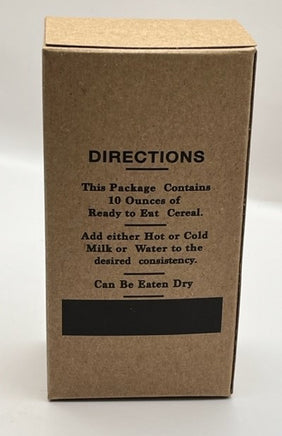 DIRECTIONS
This Package Contains
10 Ounces of
Ready to Eat Cereal.
Add either Hot or Cold
Milk or Water to the
desired consistency.
Can Be Eaten Dry